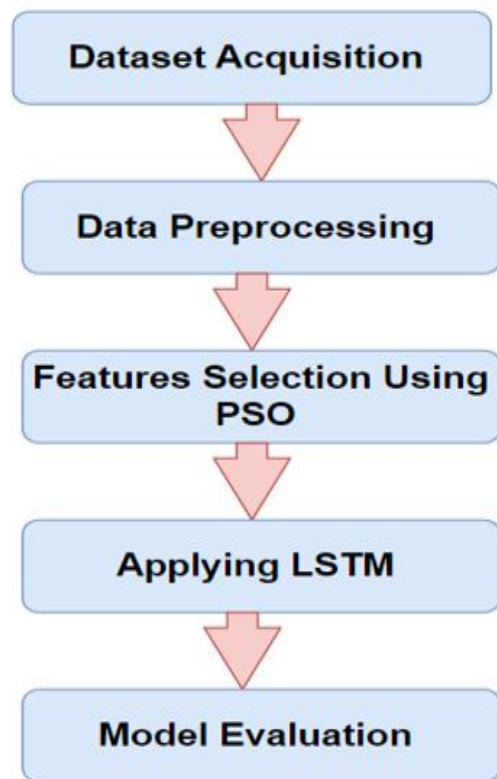 Dataset Acquisition
Data Preprocessing
Features Selection Using
PSO
Applying LSTM
Model Evaluation